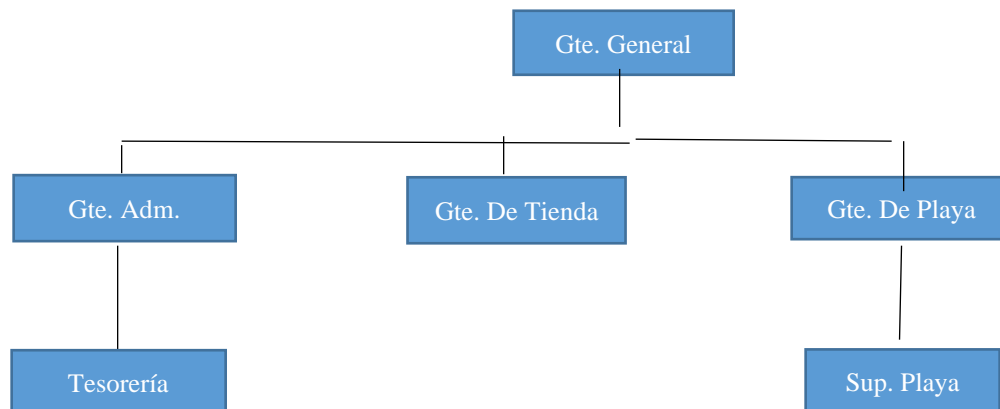 Gte. General
Gte. Adm.
Gte. De Tienda
Gte. De Playa
Tesorería
Sup. Playa